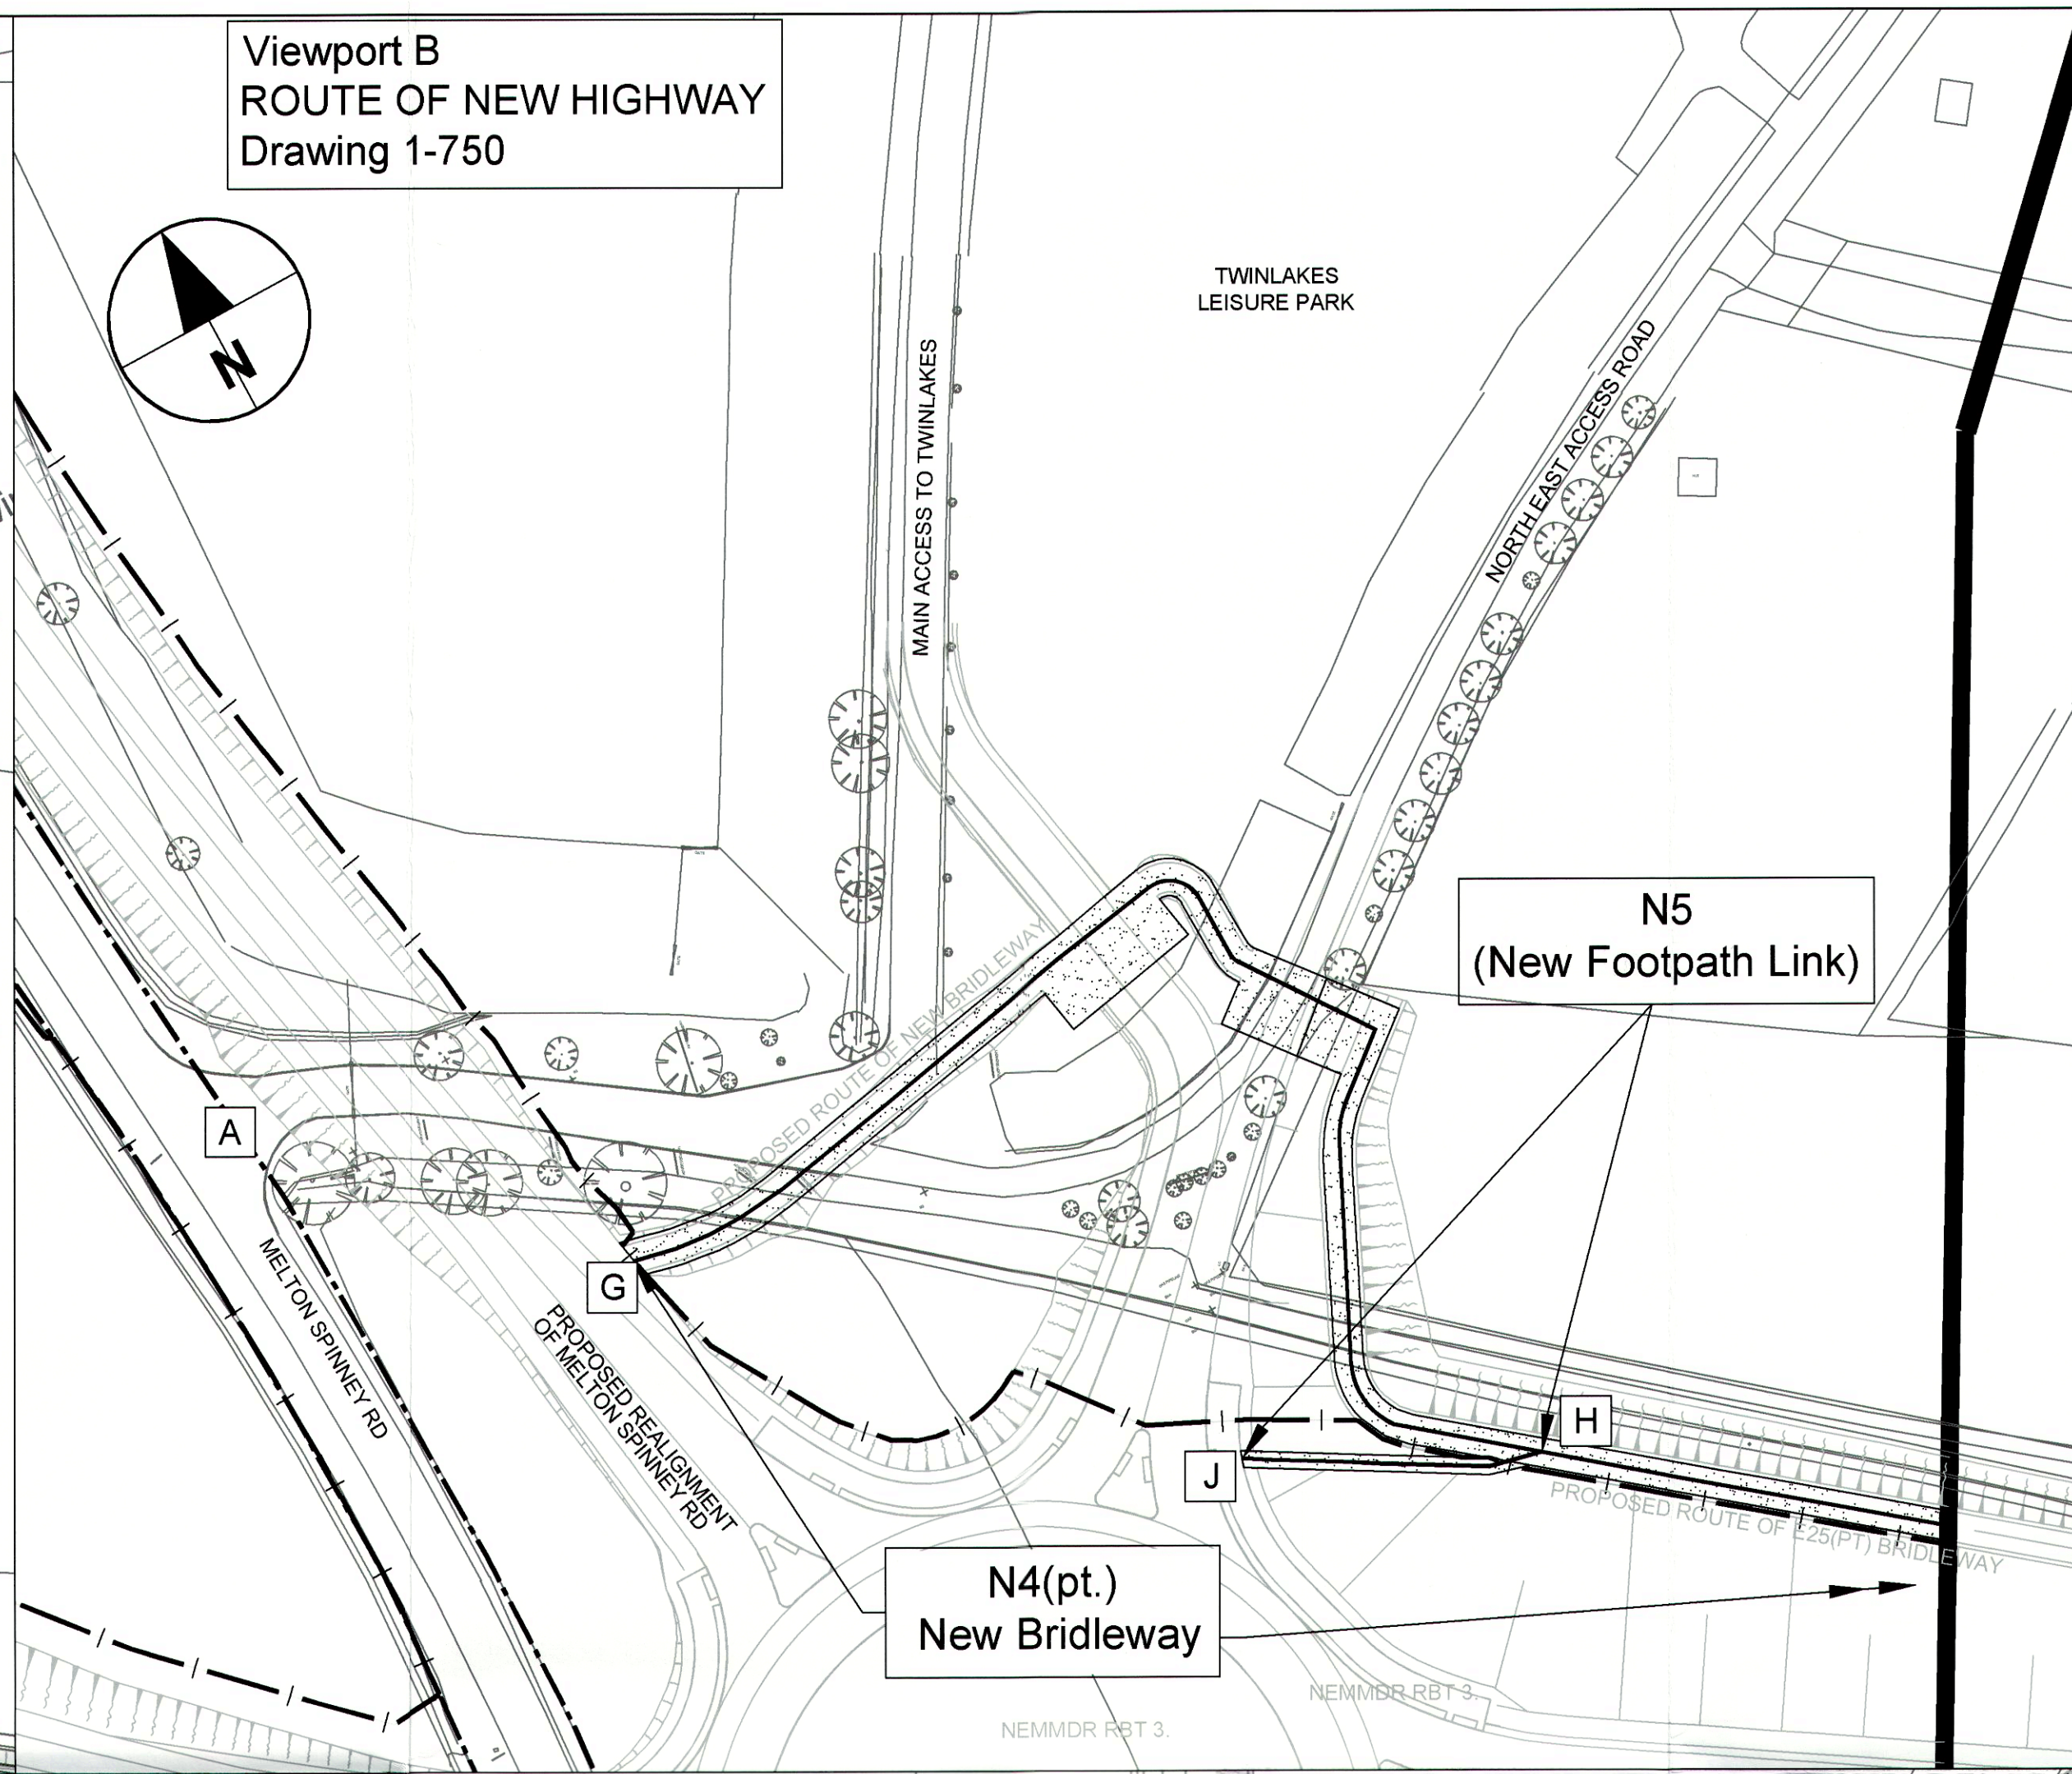 Viewport B
ROUTE OF NEW HIGHWAY
Drawing 1-750
N
TWINLAKES
LEISURE PARK
MAIN ACCESS TO TWINLAKES
NORTH EAST ACCESS ROAD
N5
(New Footpath Link)
PROPOSED ROUTE OF NEW BRIDLEWAY
A
G
H
J
MELTON SPINNEY RD
PROPOSED REALIGNMENT
OF MELTON SPINNEY RD
PROPOSED ROUTE OF E25(PT) BRIDLEWAY
N4(pt.)
New Bridleway
NEMMDR RBT 3.
NEMMDR RBT 3.